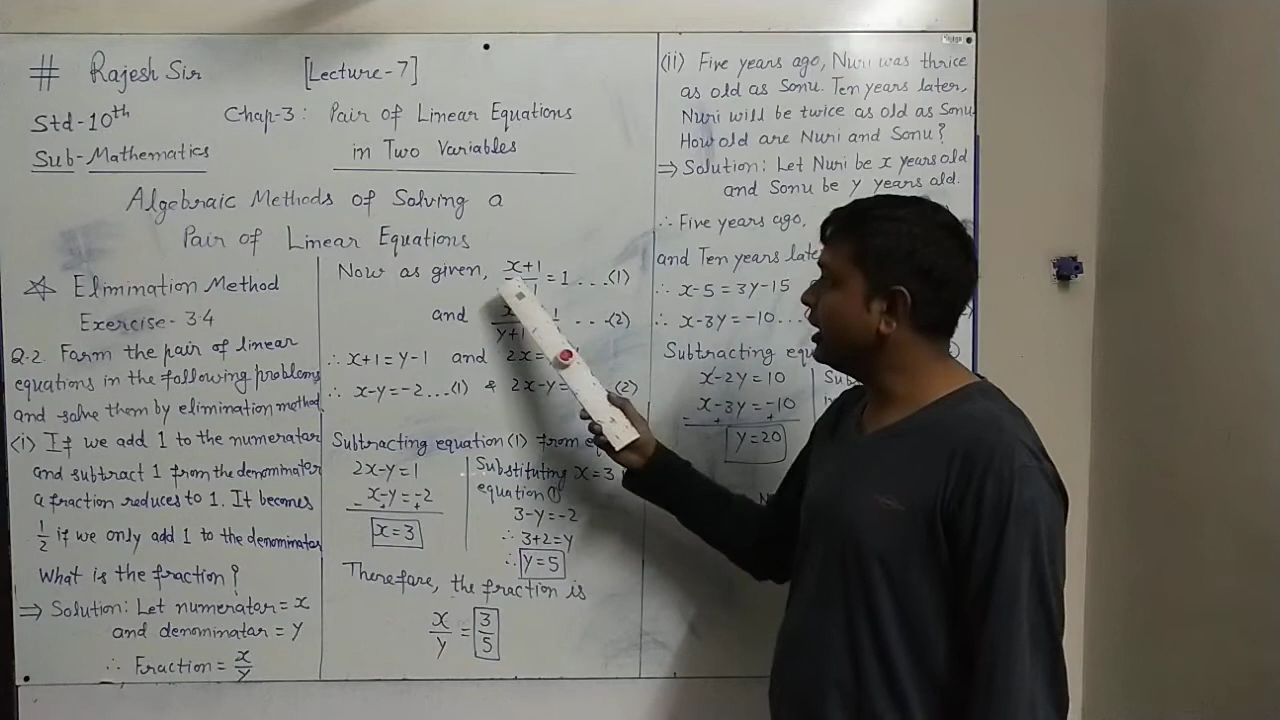 # Rajesh Sir [Lecture-7]
Std-10th Chap-3: Pair of Linear Equations
Sub-Mathematics in Two Variables
Algebraic Methods of Solving a
Pair of Linear Equations
☆ Elimination Method
Exercise-3.4
Q-2. Form the pair of linear
equations in the following problems
and solve them by elimination method
(i) If we add 1 to the numerator
and subtract 1 from the denominator
a fraction reduces to 1. It becomes
1/2 if we only add 1 to the denominator
What is the fraction?
⇒ Solution: Let numerator = x
and denominator = y
∴ Fraction = x/y
Now as given, x+1 = 1 ...(1)
and ...(2)
y+1
∴ x+1 = y-1 and 2x=
∴ x-y = -2 ...(1) & 2x-y= (2)
Subtracting equation (1) from
2x-y=1
x-y=-2
- + +
x=3
Substituting x=3
equation (1)
3-y=-2
∴ 3+2=y
∴ y=5
Therefore, the fraction is
x/y = 3/5
(ii) Five years ago, Nuri was thrice
as old as Sonu. Ten years later,
Nuri will be twice as old as Sonu
How old are Nuri and Sonu?
⇒ Solution: Let Nuri be x years old
and Sonu be y years old.
∴ Five years ago,
and Ten years
∴ x-5 = 3y-15
∴ x-3y = -10 ...
Subtracting
x-2y=10
x-3y=-10
- + +
y=20